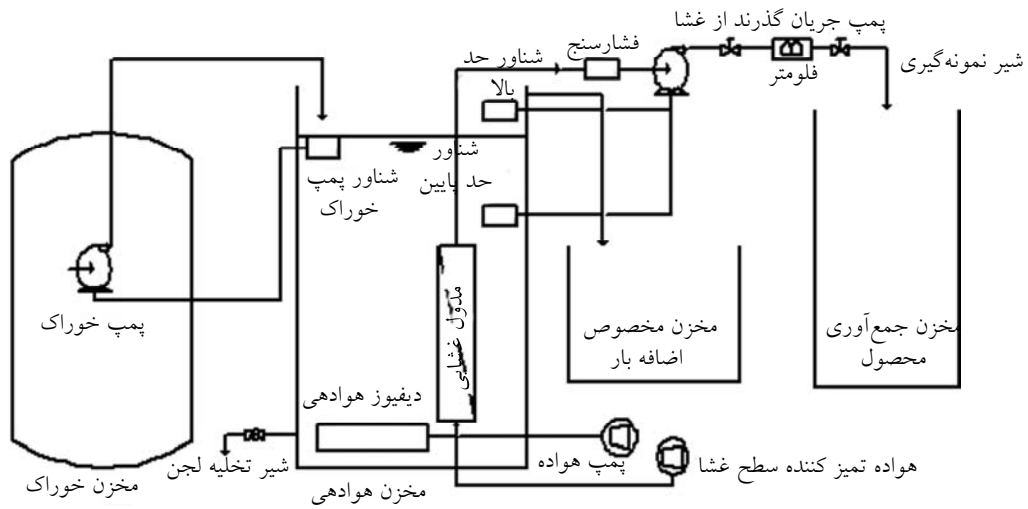 پمپ جریان گذرند از غشا
فشارسنج
شناور حد
بالا
فلومتر
شیر نمونه‌گیری
شناور
حد پایین
شناور پمپ
خوراک
پمپ خوراک
مدول غشایی
مخزن مخصوص
اضافه بار
مخزن جمع‌آوری
محصول
دیفیوز هوادهی
پمپ هواده
هواده تمیز کننده سطح غشا
شیر تخلیه لجن
مخزن هوادهی
مخزن خوراک